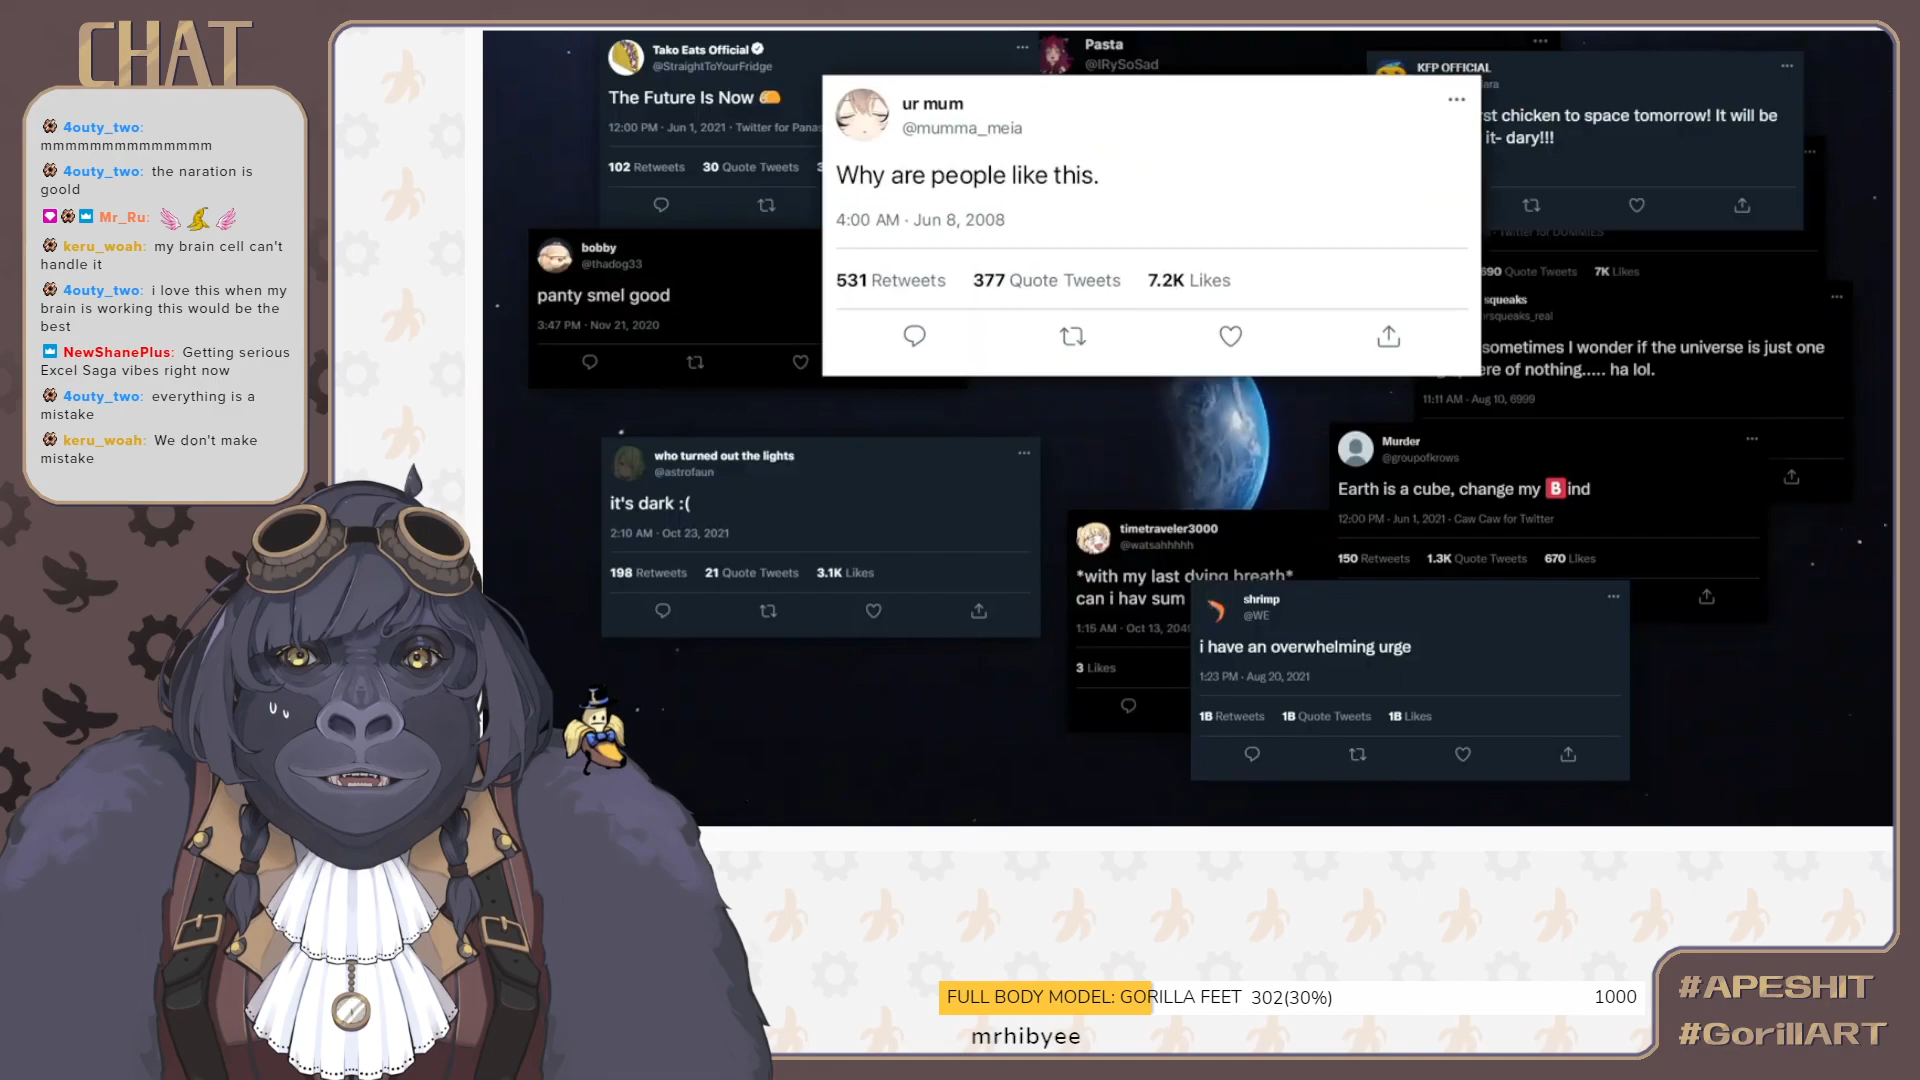 CHAT
4outy_two:
mmmmmmmmmmmmmm
4outy_two: the naration is
goold
Mr_Ru:
keru_woah: my brain cell can't
handle it
4outy_two: i love this when my
brain is working this would be the
best
NewShanePlus: Getting serious
Excel Saga vibes right now
4outy_two: everything is a
mistake
keru_woah: We don't make
mistake
Tako Eats Official
@StraightToYourFridge
The Future Is Now
12:00 PM · Jun 1, 2021 · Twitter for
102 Retweets 30 Quote Tweets
Pasta
@IRySoSad
KFP OFFICIAL
st chicken to space tomorrow! It will be
it- dary!!!
ur mum
@mumma_meia
Why are people like this.
4:00 AM · Jun 8, 2008
531 Retweets 377 Quote Tweets 7.2K Likes
bobby
@thadog33
panty smel good
3:47 PM · Nov 21, 2020
Twitter for DUMMIES
690 Quote Tweets 7K Likes
squeaks
rsqueaks_real
sometimes I wonder if the universe is just one
ere of nothing..... ha lol.
11:11 AM · Aug 10, 6999
who turned out the lights
@astrofaun
it's dark :(
2:10 AM · Oct 23, 2021
198 Retweets 21 Quote Tweets 3.1K Likes
Murder
@groupofkrows
Earth is a cube, change my B ind
12:00 PM · Jun 1, 2021 · Caw Caw for Twitter
150 Retweets 1.3K Quote Tweets 670 Likes
timetraveler3000
@watsahhhhh
*with my last dying breath*
can i hav sum
1:15 AM · Oct 13, 204
3 Likes
shrimp
@WE
i have an overwhelming urge
1:23 PM · Aug 20, 2021
1B Retweets 1B Quote Tweets 1B Likes
FULL BODY MODEL: GORILLA FEET 302(30%) 1000
mrhibyee
#APESHIT
#GorillART